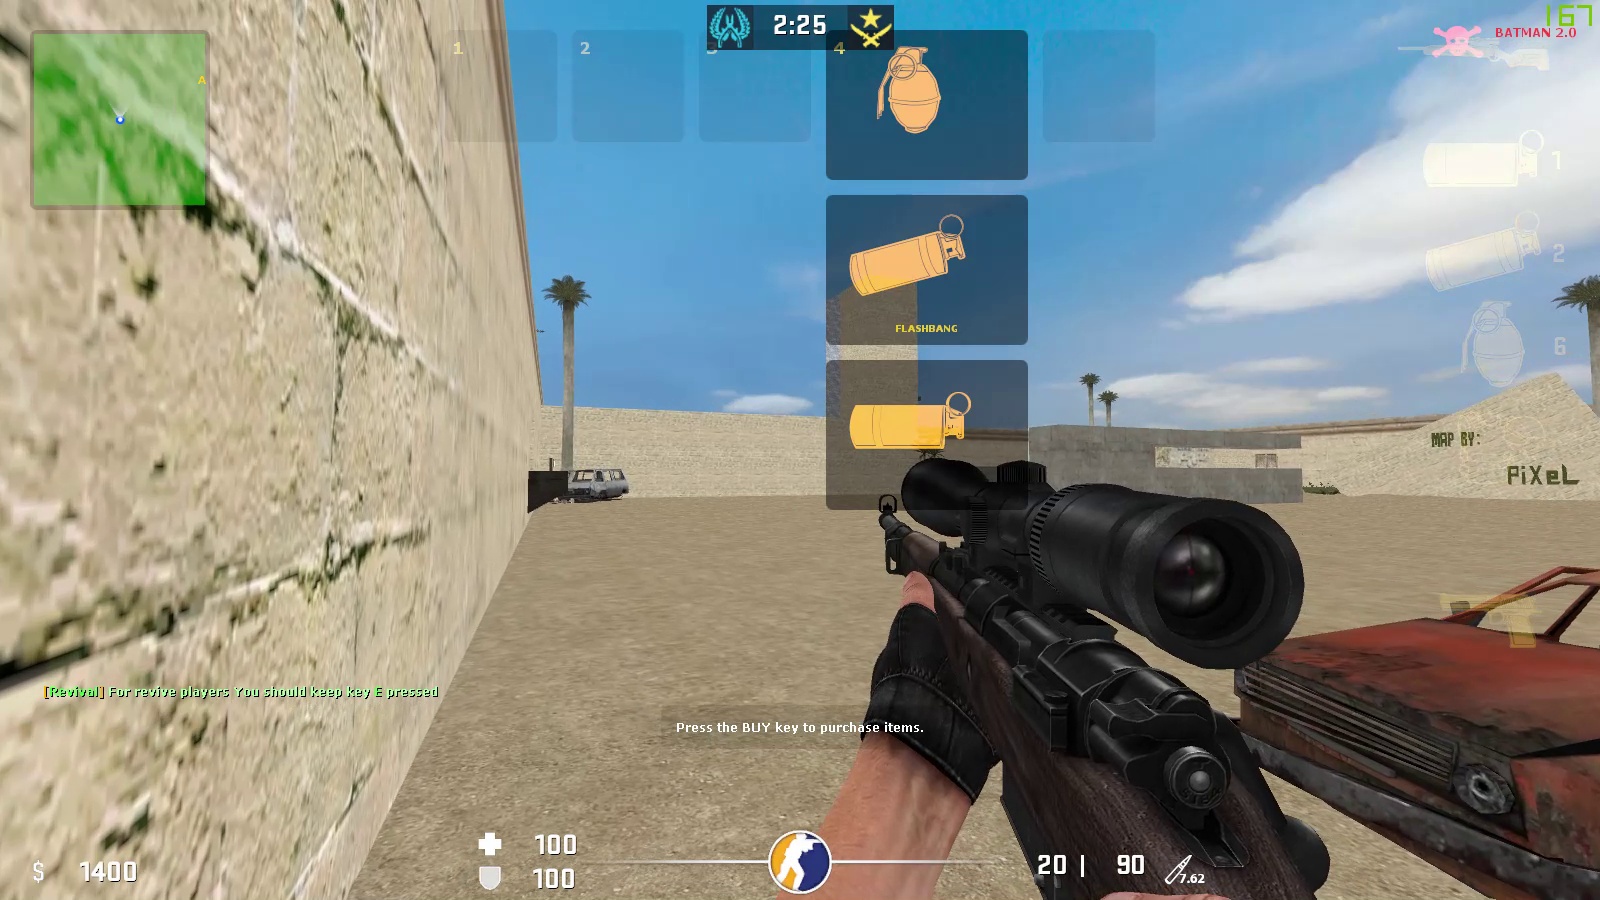 167
BATMAN 2.0
2:25
1
2
3
4
A
1
2
FLASHBANG
6
MAP BY:
PiXeL
[Revival] For revive players You should keep key E pressed
Press the BUY key to purchase items.
100
$ 1400
100
20 | 90
7.62